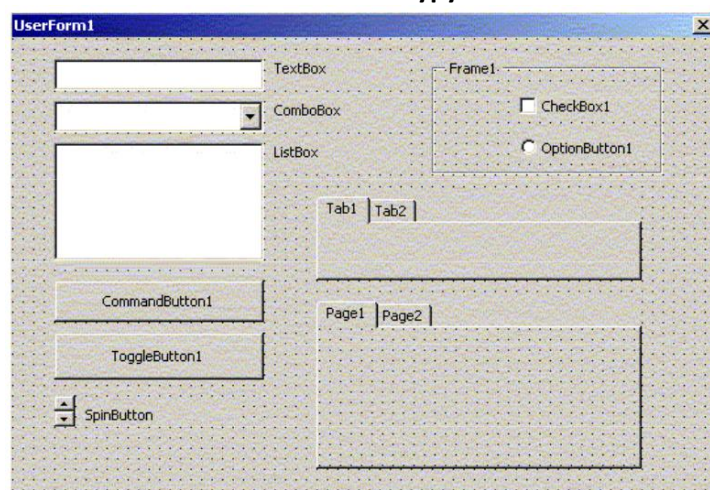 UserForm1
TextBox
Frame1
ComboBox
CheckBox1
ListBox
OptionButton1
Tab1 Tab2
CommandButton1
Page1 Page2
ToggleButton1
SpinButton